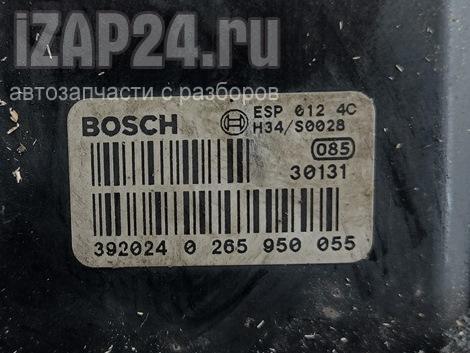 iZAP24.ru
автозапчасти с разборов
BOSCH ESP 012 4C
H34/S0028
085
30131
392024 0 265 950 055